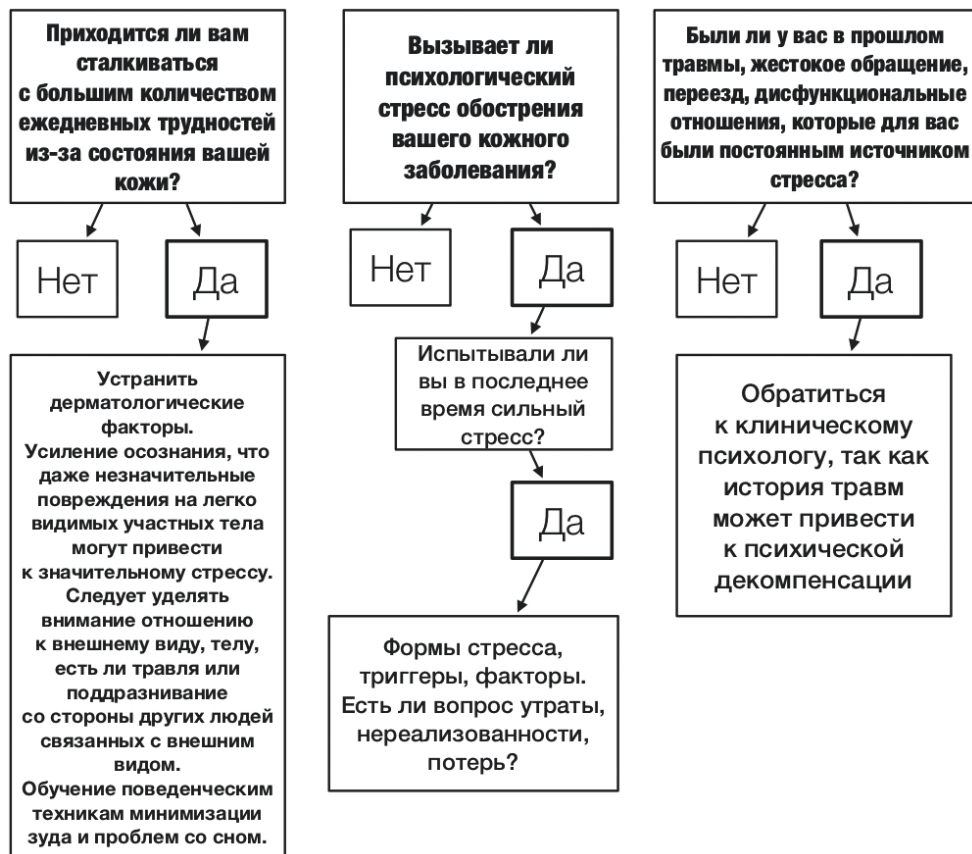 Приходится ли вам
сталкиваться
с большим количеством
ежедневных трудностей
из-за состояния вашей
кожи?
Нет
Да
Устранить
дерматологические
факторы.
Усиление осознания, что
даже незначительные
повреждения на легко
видимых участных тела
могут привести
к значительному стрессу.
Следует уделять
внимание отношению
к внешнему виду, телу,
есть ли травля или
поддразнивание
со стороны других людей
связанных с внешним
видом.
Обучение поведенческим
техникам минимизации
зуда и проблем со сном.
Вызывает ли
психологический
стресс обострения
вашего кожного
заболевания?
Нет
Да
Испытывали ли
вы в последнее
время сильный
стресс?
Да
Формы стресса,
триггеры, факторы.
Есть ли вопрос утраты,
нереализованности,
потерь?
Были ли у вас в прошлом
травмы, жестокое обращение,
переезд, дисфункциональные
отношения, которые для вас
были постоянным источником
стресса?
Нет
Да
Обратиться
к клиническому
психологу, так как
история травм
может привести
к психической
декомпенсации